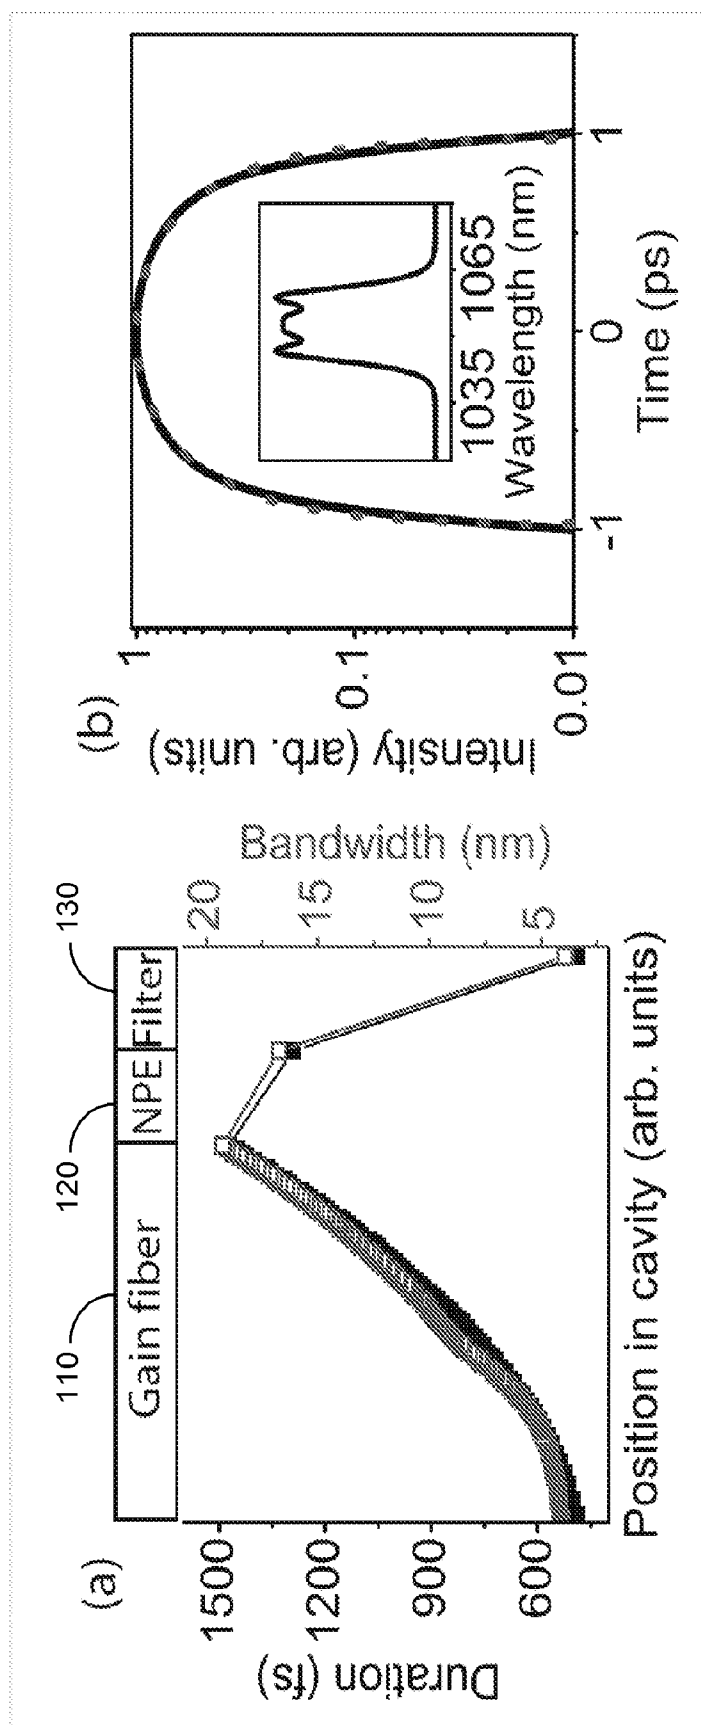 (a)
110
120
130
Gain fiber
NPE
Filter
Duration (fs)
1500
1200
900
600
20
15
10
5
Bandwidth (nm)
Position in cavity (arb. units)
(b)
Intensity (arb. units)
1
0.1
0.01
1035 1065
Wavelength (nm)
-1
0
1
Time (ps)